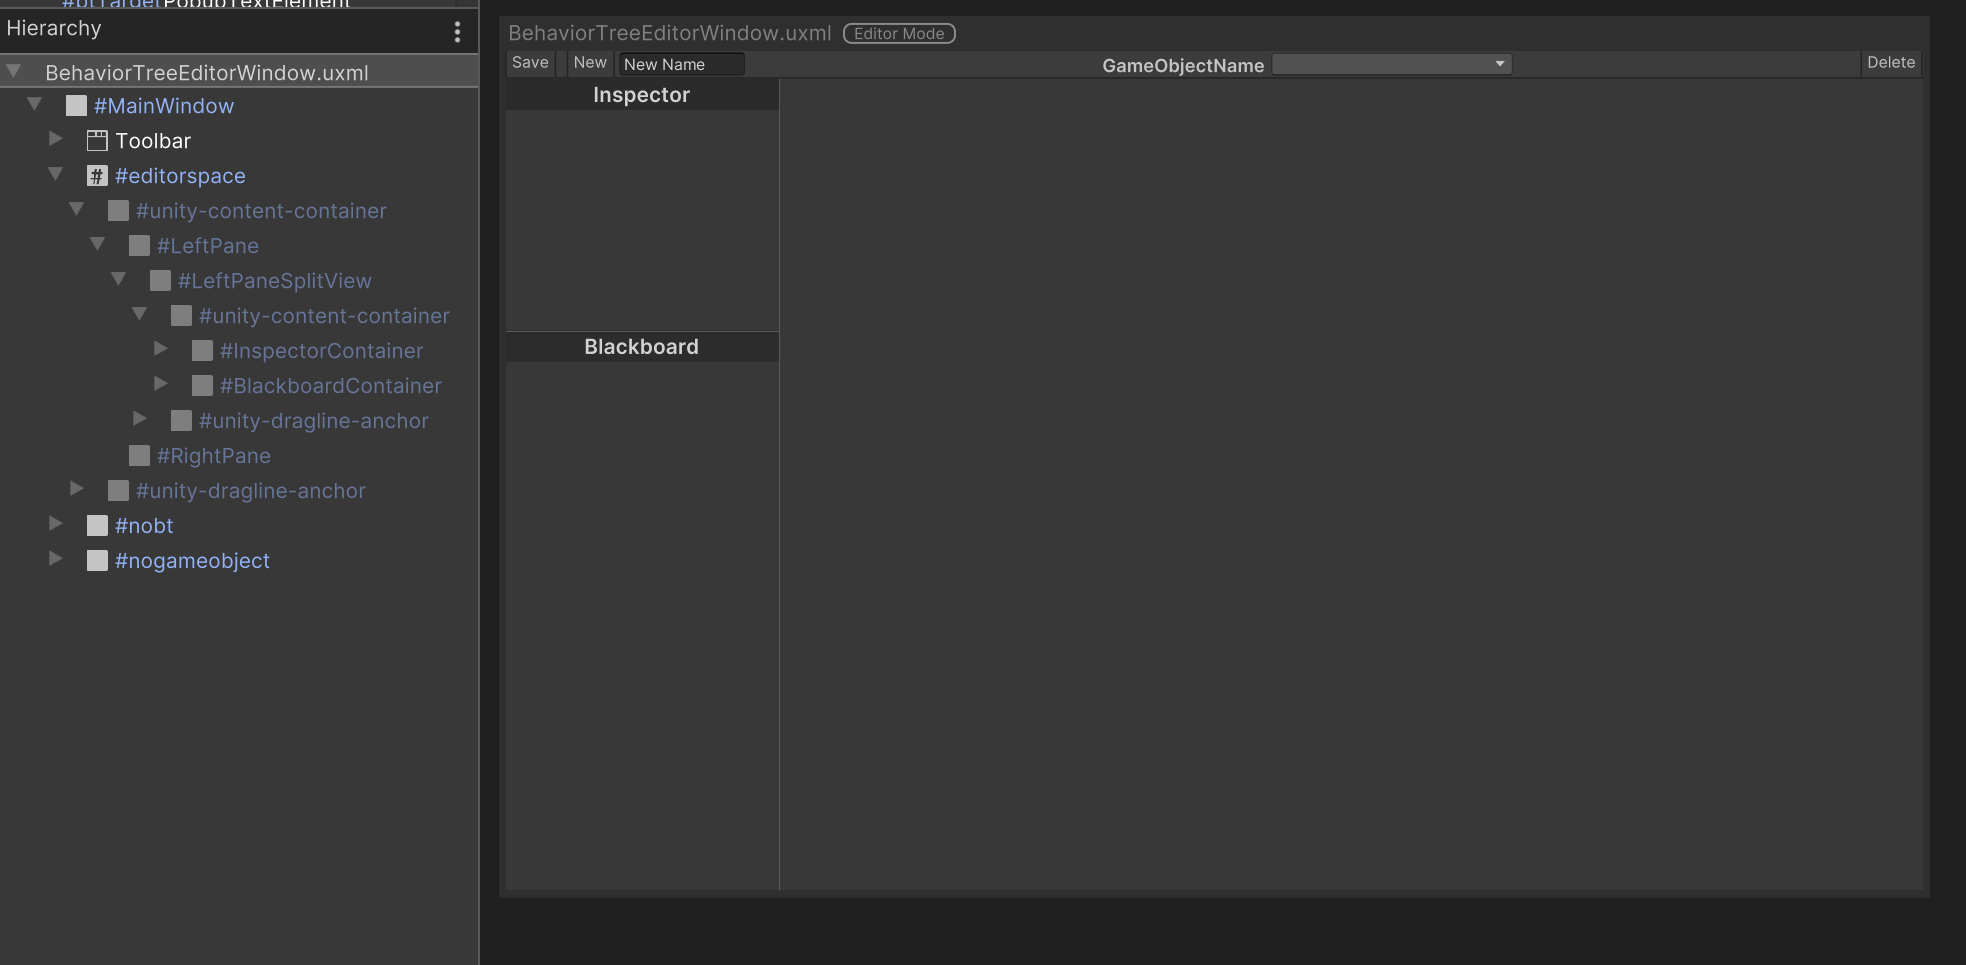 #btTargetPopupTextElement
Hierarchy
BehaviorTreeEditorWindow.uxml
#MainWindow
Toolbar
#editorspace
#unity-content-container
#LeftPane
#LeftPaneSplitView
#unity-content-container
#InspectorContainer
#BlackboardContainer
#unity-dragline-anchor
#RightPane
#unity-dragline-anchor
#nobt
#nogameobject
BehaviorTreeEditorWindow.uxml Editor Mode
Save New New Name GameObjectName Delete
Inspector
Blackboard